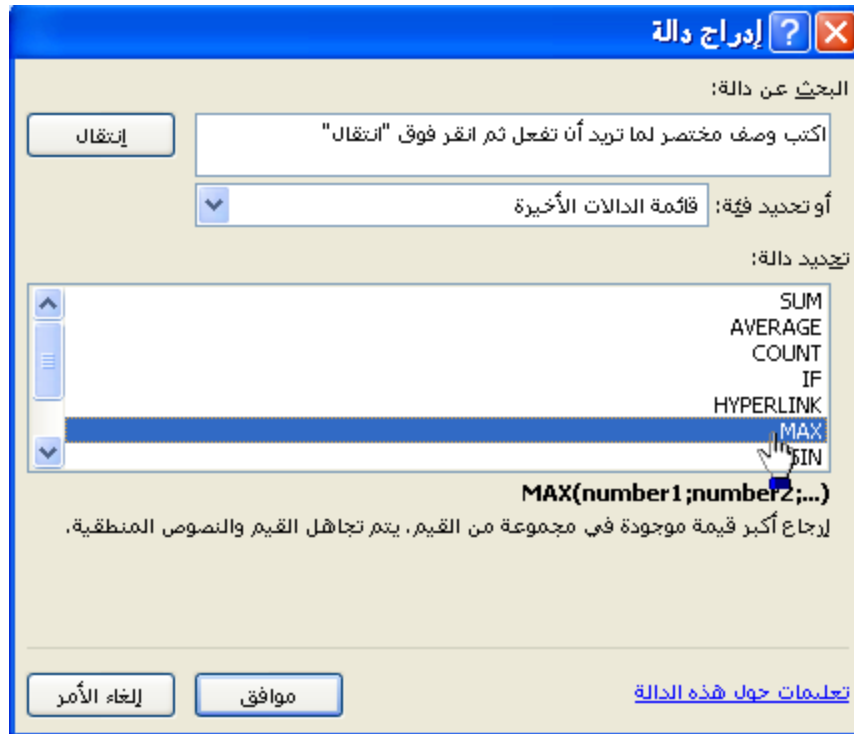 إدراج دالة
البحث عن دالة:
اكتب وصف مختصر لما تريد أن تفعل ثم انقر فوق "انتقال"
إنتقال
أو تحديد فئة: قائمة الدالات الأخيرة
تحديد دالة:
SUM
AVERAGE
COUNT
IF
HYPERLINK
MAX
SIN
MAX(number1;number2;...)
إرجاع أكبر قيمة موجودة في مجموعة من القيم. يتم تجاهل القيم والنصوص المنطقية.
تعليمات حول هذه الدالة
موافق
إلغاء الأمر